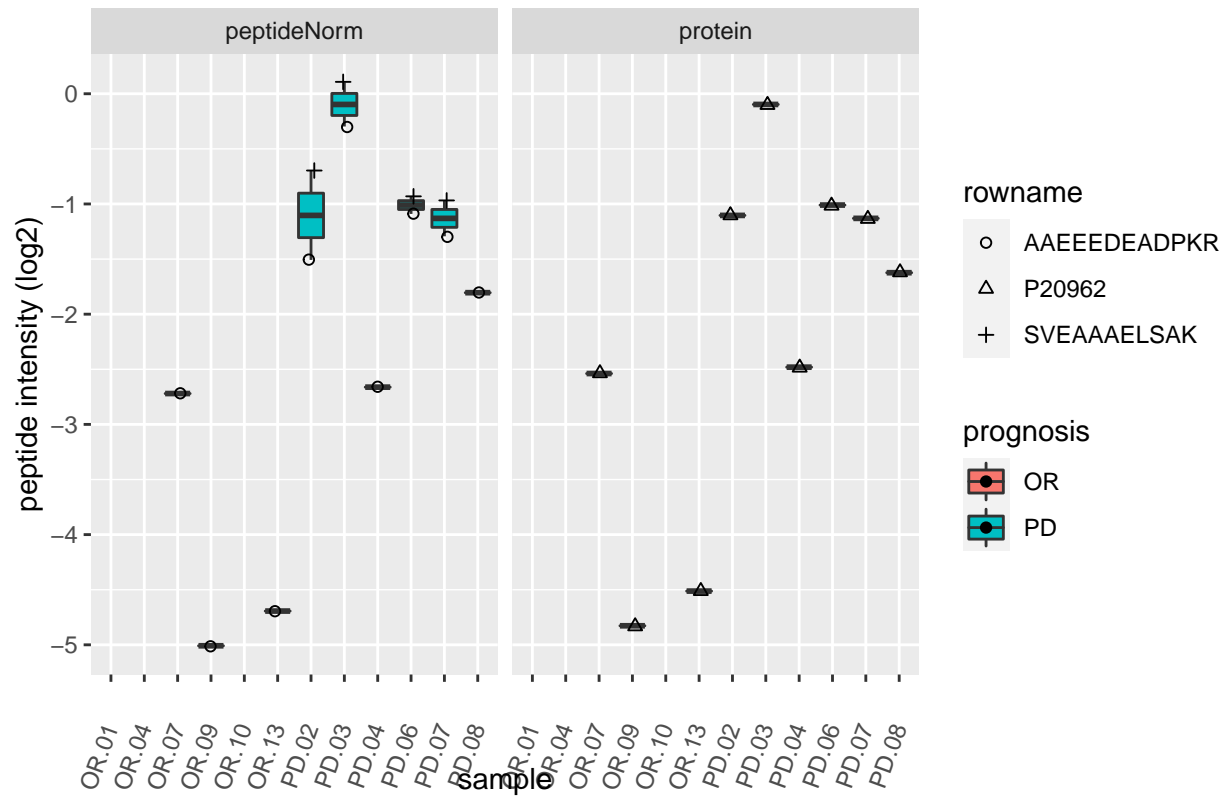 peptideNorm
protein
peptide intensity (log2)
0
−1
−2
−3
−4
−5
OR.01
OR.04
OR.07
OR.09
OR.10
OR.13
PD.02
PD.03
PD.04
PD.06
PD.07
PD.08
OR.01
OR.04
OR.07
OR.09
OR.10
OR.13
PD.02
PD.03
PD.04
PD.06
PD.07
PD.08
sample
rowname
AAEEEDEADPKR
P20962
SVEAAAELSAK
prognosis
OR
PD